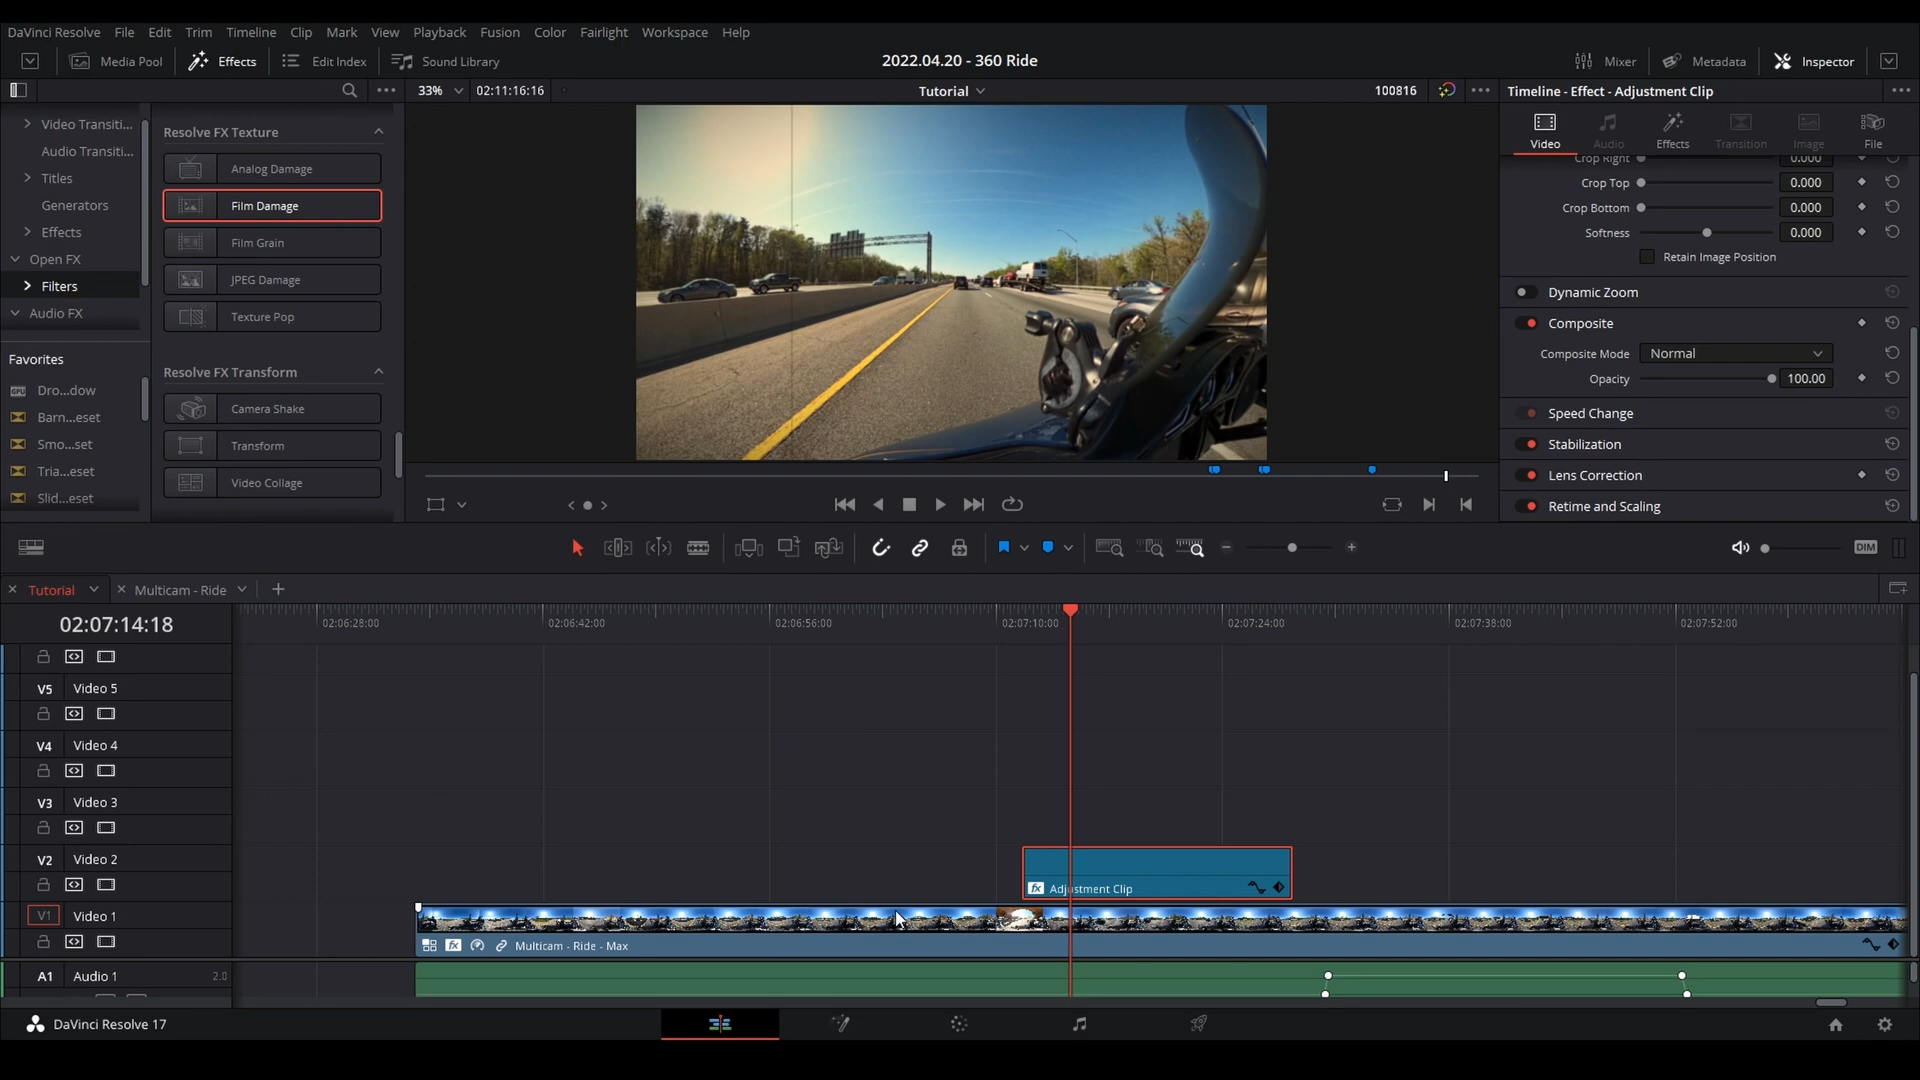 DaVinci Resolve File Edit Trim Timeline Clip Mark View Playback Fusion Color Fairlight Workspace Help
Media Pool Effects Edit Index Sound Library 2022.04.20 - 360 Ride Mixer Metadata Inspector
33% 02:11:16:16 Tutorial 100816 Timeline - Effect - Adjustment Clip
Video Transiti...
Audio Transiti...
Titles
Generators
Effects
Open FX
Filters
Audio FX
Favorites
Dro...dow
Barn...eset
Smo...set
Tria...eset
Slid...eset
Resolve FX Texture
Analog Damage
Film Damage
Film Grain
JPEG Damage
Texture Pop
Resolve FX Transform
Camera Shake
Transform
Video Collage
Video Audio Effects Transition Image File
Crop Right 0.000
Crop Top 0.000
Crop Bottom 0.000
Softness 0.000
Retain Image Position
Dynamic Zoom
Composite
Composite Mode Normal
Opacity 100.00
Speed Change
Stabilization
Lens Correction
Retime and Scaling
DIM
Tutorial Multicam - Ride
02:07:14:18 02:06:28:00 02:06:42:00 02:06:56:00 02:07:10:00 02:07:24:00 02:07:38:00 02:07:52:00
V5 Video 5
V4 Video 4
V3 Video 3
V2 Video 2
fx Adjustment Clip
V1 Video 1
fx Multicam - Ride - Max
A1 Audio 1 2.0
DaVinci Resolve 17